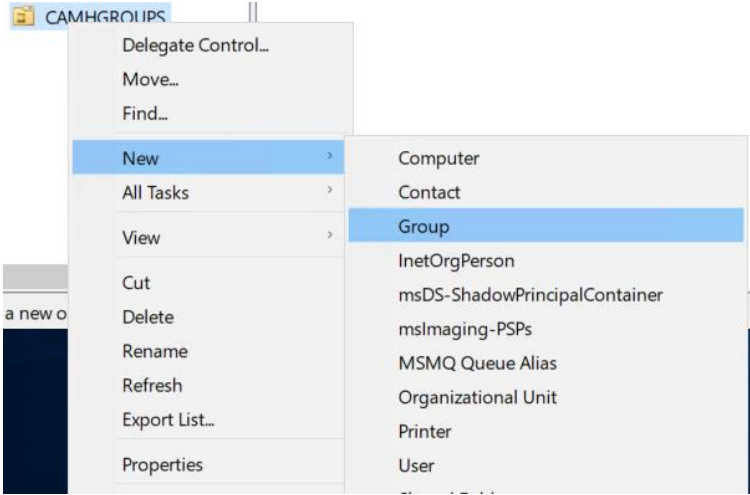 CAMHGROUPS
Delegate Control...
Move...
Find...
New
All Tasks
View
Cut
Delete
Rename
Refresh
Export List...
Properties
a new o
Computer
Contact
Group
InetOrgPerson
msDS-ShadowPrincipalContainer
msImaging-PSPs
MSMQ Queue Alias
Organizational Unit
Printer
User